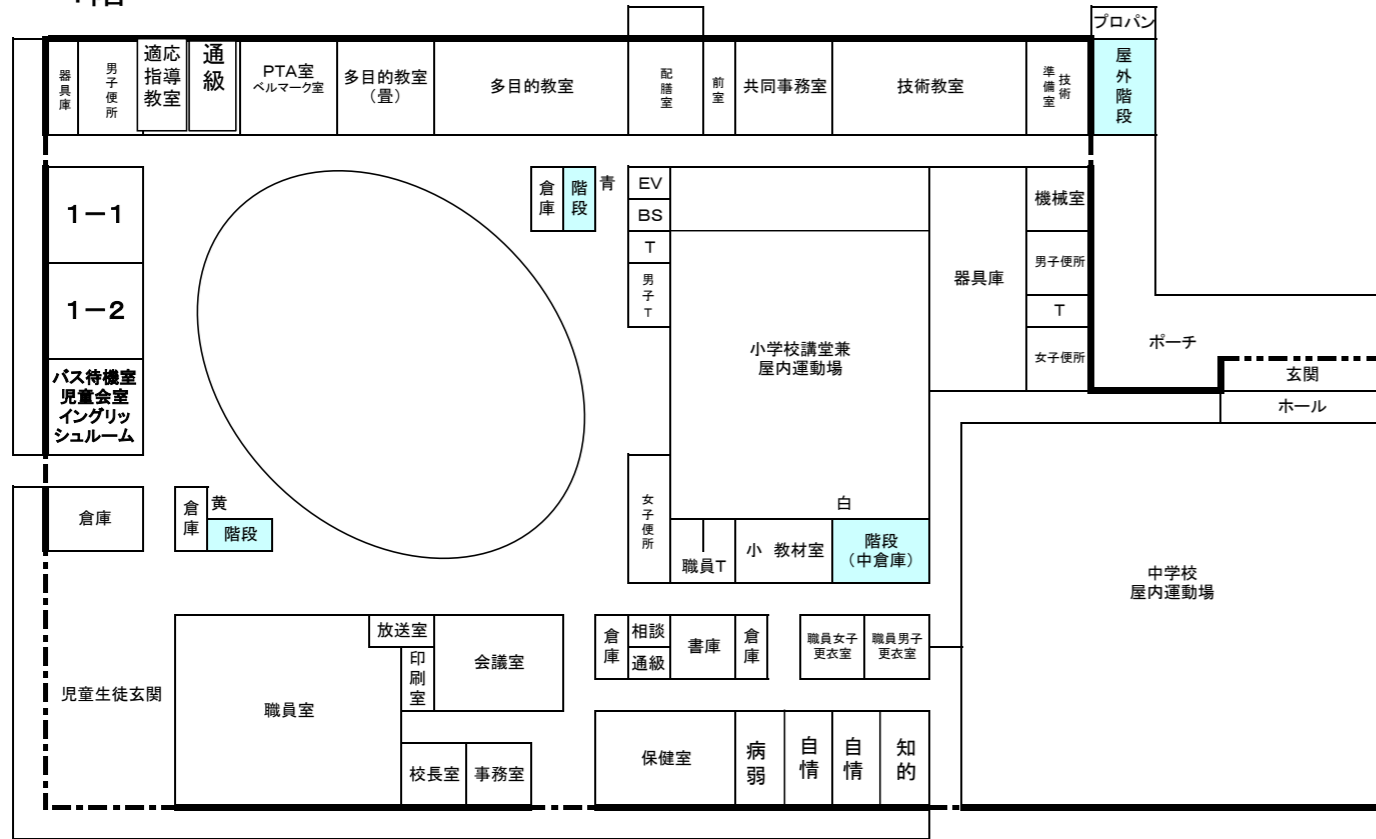 プロパン
器具庫
男子便所
適応
指導
教室
通級
PTA室
ベルマーク室
多目的教室
（畳）
多目的教室
配膳室
前室
共同事務室
技術教室
技術
準備室
屋外階段
1－1
倉庫
階段
青
EV
BS
T
男子T
器具庫
機械室
男子便所
T
女子便所
1－2
小学校講堂兼
屋内運動場
ポーチ
玄関
ホール
バス待機室
児童会室
イングリッ
シュルーム
倉庫
倉庫
黄
階段
女子便所
白
職員T
小 教材室
階段
（中倉庫）
中学校
屋内運動場
児童生徒玄関
職員室
放送室
印刷室
会議室
倉庫
相談
通級
書庫
倉庫
職員女子
更衣室
職員男子
更衣室
校長室
事務室
保健室
病弱
自情
自情
知的